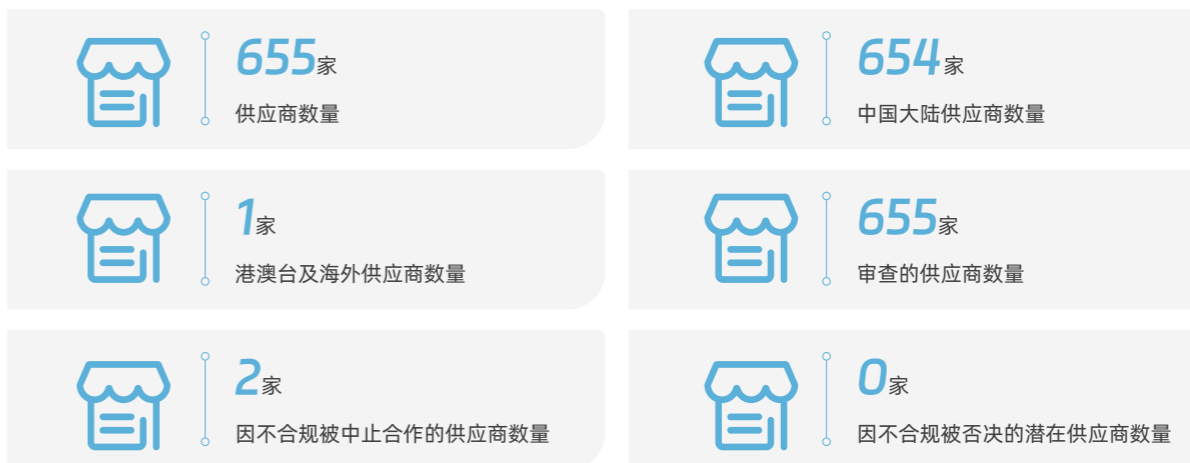 655家
供应商数量
654家
中国大陆供应商数量
1家
港澳台及海外供应商数量
655家
审查的供应商数量
2家
因不合规被中止合作的供应商数量
0家
因不合规被否决的潜在供应商数量